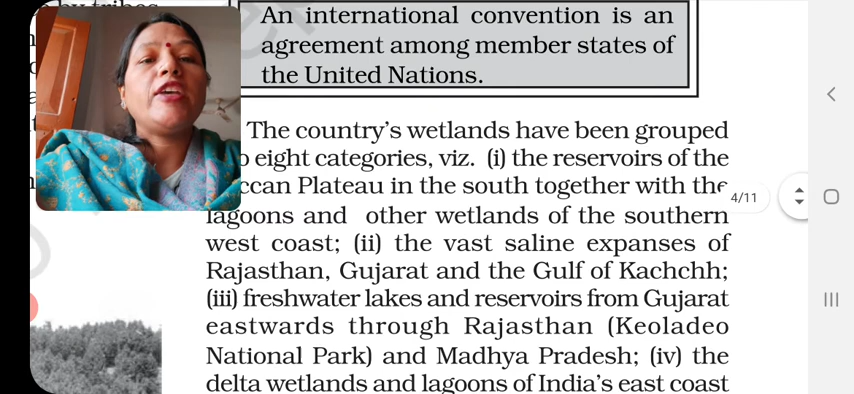 by tribes
An international convention is an
agreement among member states of
the United Nations.
The country's wetlands have been grouped
eight categories, viz. (i) the reservoirs of the
Plateau in the south together with the
lagoons and other wetlands of the southern
west coast; (ii) the vast saline expanses of
Rajasthan, Gujarat and the Gulf of Kachchh;
(iii) freshwater lakes and reservoirs from Gujarat
eastwards through Rajasthan (Keoladeo
National Park) and Madhya Pradesh; (iv) the
delta wetlands and lagoons of India's east coast
4/11